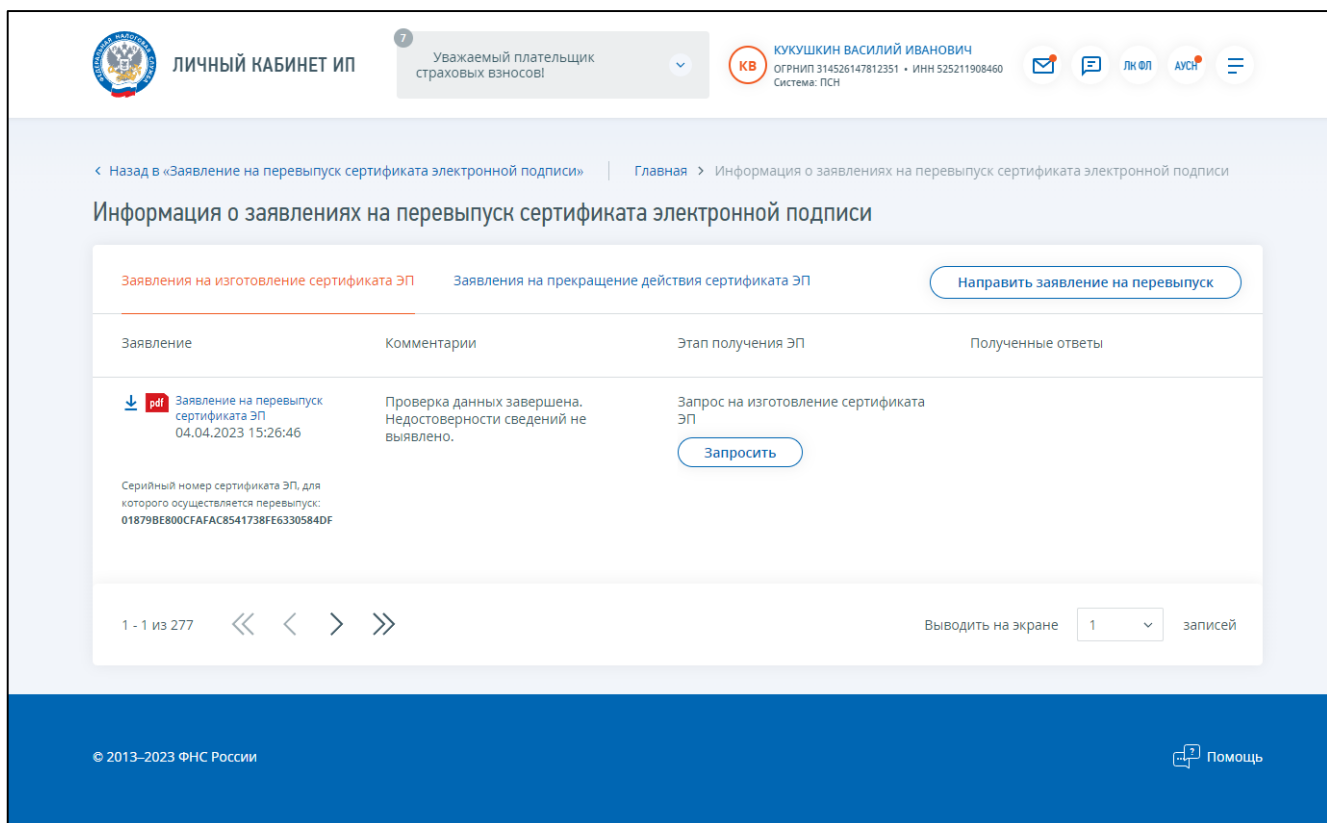 ЛИЧНЫЙ КАБИНЕТ ИП
7
Уважаемый плательщик
страховых взносов!
КВ
КУКУШКИН ВАСИЛИЙ ИВАНОВИЧ
ОГРНИП 314526147812351 • ИНН 525211908460
Система: ПСН
ЛК ФЛ
АУСН
Назад в «Заявление на перевыпуск сертификата электронной подписи»
Главная > Информация о заявлениях на перевыпуск сертификата электронной подписи
Информация о заявлениях на перевыпуск сертификата электронной подписи
Заявления на изготовление сертификата ЭП
Заявления на прекращение действия сертификата ЭП
Направить заявление на перевыпуск
Заявление
Комментарии
Этап получения ЭП
Полученные ответы
pdf
Заявление на перевыпуск
сертификата ЭП
04.04.2023 15:26:46
Серийный номер сертификата ЭП, для
которого осуществляется перевыпуск:
01879BE800CFAFAC8541738FE6330584DF
Проверка данных завершена.
Недостоверности сведений не
выявлено.
Запрос на изготовление сертификата
ЭП
Запросить
1 - 1 из 277
Выводить на экране
1
записей
© 2013–2023 ФНС России
Помощь